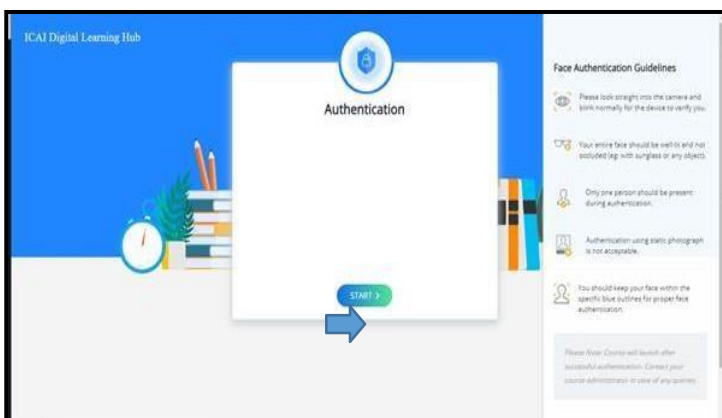 ICAI Digital Learning Hub
Authentication
START >
Face Authentication Guidelines
Please look straight into the camera and
blink normally for the device to verify you.
Your entire face should be well-lit and not
occluded (eg: with sunglass or any object).
Only one person should be present
during authentication.
Authentication using static photograph
is not acceptable.
You should keep your face within the
specific blue outlines for proper face
authentication.
Please Note: Course will launch after
successful authentication. Contact your
course administrator in case of any queries.